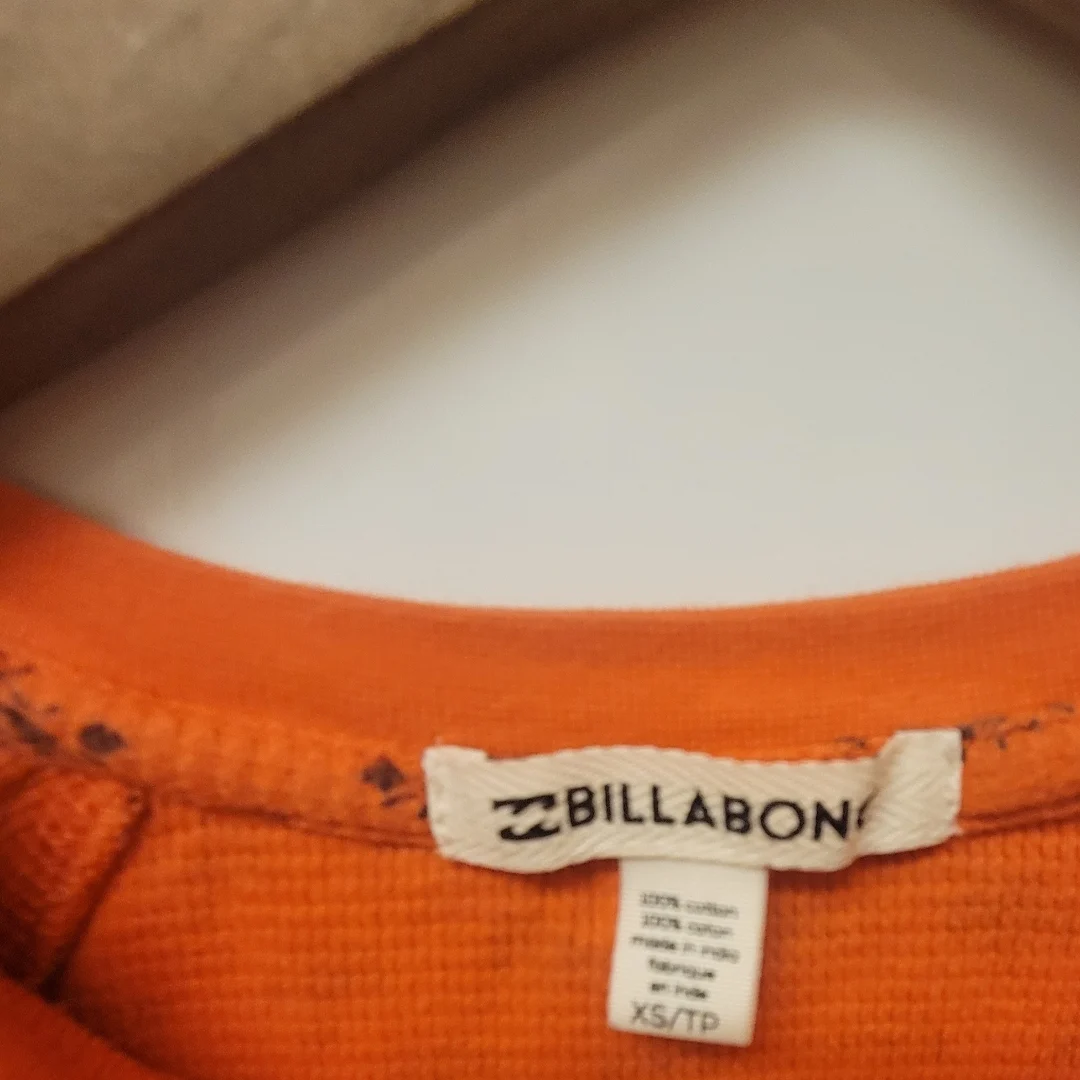 BILLABONG
100% cotton
100% coton
made in india
fabriqué
en inde
XS/TP